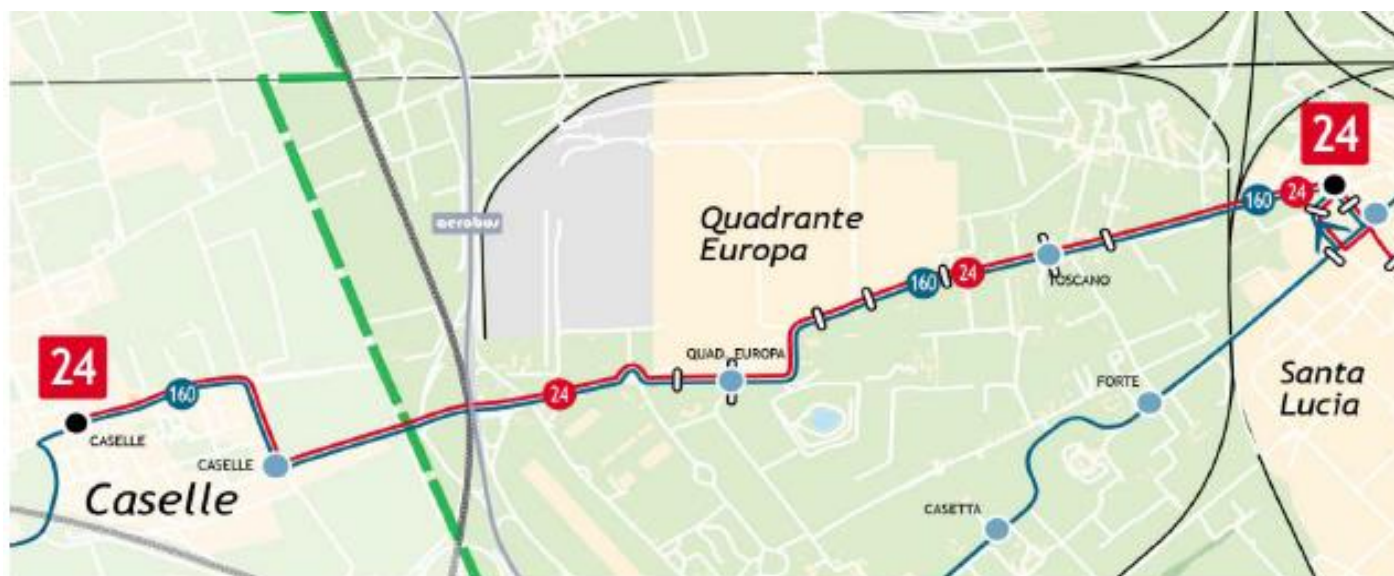 24
160
24
aerobus
Quadrante
Europa
160
24
TOSCANO
QUAD. EUROPA
24
160
24
FORTE
Santa
Lucia
CASELLE
CASELLE
Caselle
CASETTA